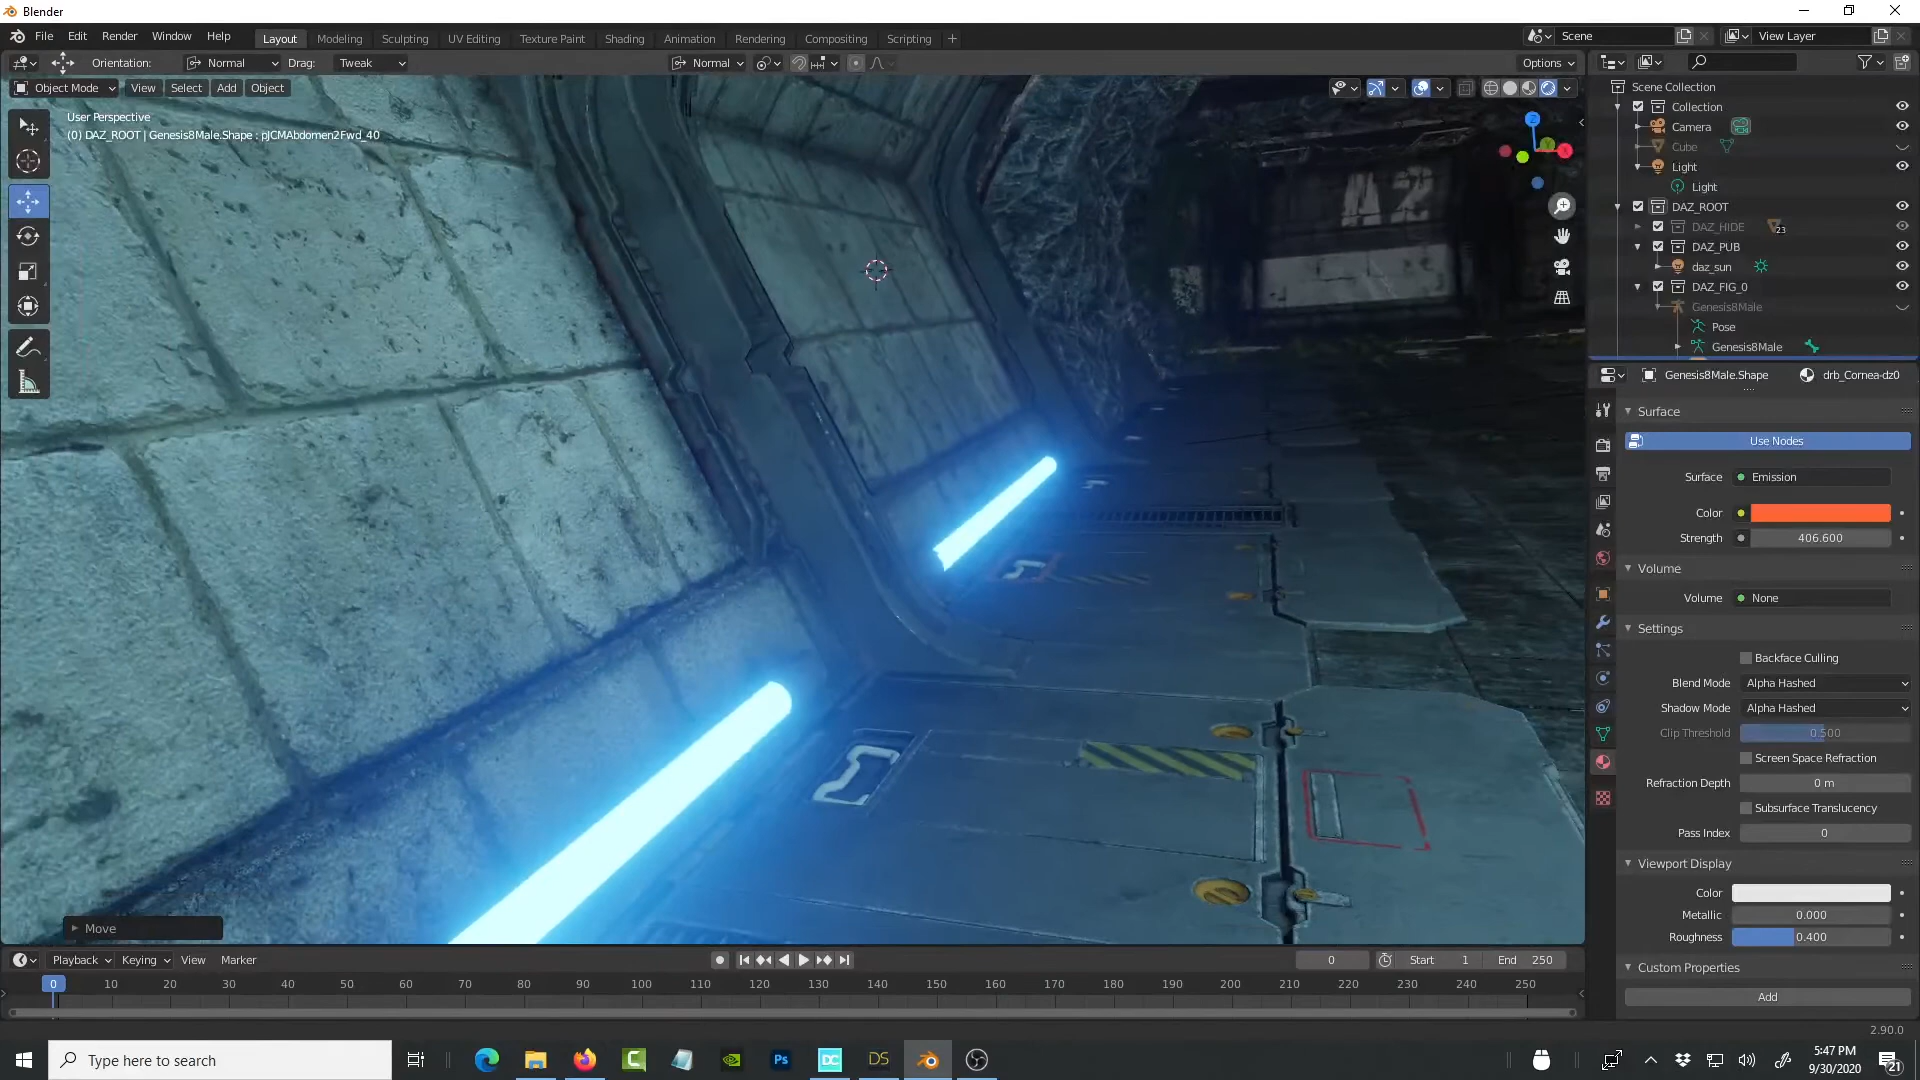 Blender
File Edit Render Window Help
Layout Modeling Sculpting UV Editing Texture Paint Shading Animation Rendering Compositing Scripting +
Scene
View Layer
Orientation: Normal Drag: Tweak
Normal
Options
Object Mode View Select Add Object
User Perspective
(0) DAZ_ROOT | Genesis8Male.Shape : pJCMAbdomen2Fwd_40
Z
Y
X
Scene Collection
Collection
Camera
Cube
Light
Light
DAZ_ROOT
DAZ_HIDE 23
DAZ_PUB
daz_sun
DAZ_FIG_0
Genesis8Male
Pose
Genesis8Male
Genesis8Male.Shape drb_Cornea-dz0
Surface
Use Nodes
Surface Emission
Color
Strength 406.600
Volume
Volume None
Settings
Backface Culling
Blend Mode Alpha Hashed
Shadow Mode Alpha Hashed
Clip Threshold 0.500
Screen Space Refraction
Refraction Depth 0 m
Subsurface Translucency
Pass Index 0
Viewport Display
Color
Metallic 0.000
Roughness 0.400
Custom Properties
Add
Move
Playback Keying View Marker
0 Start 1 End 250
0 10 20 30 40 50 60 70 80 90 100 110 120 130 140 150 160 170 180 190 200 210 220 230 240 250
2.90.0
Type here to search
Ps
DC
DS
5:47 PM
9/30/2020
21